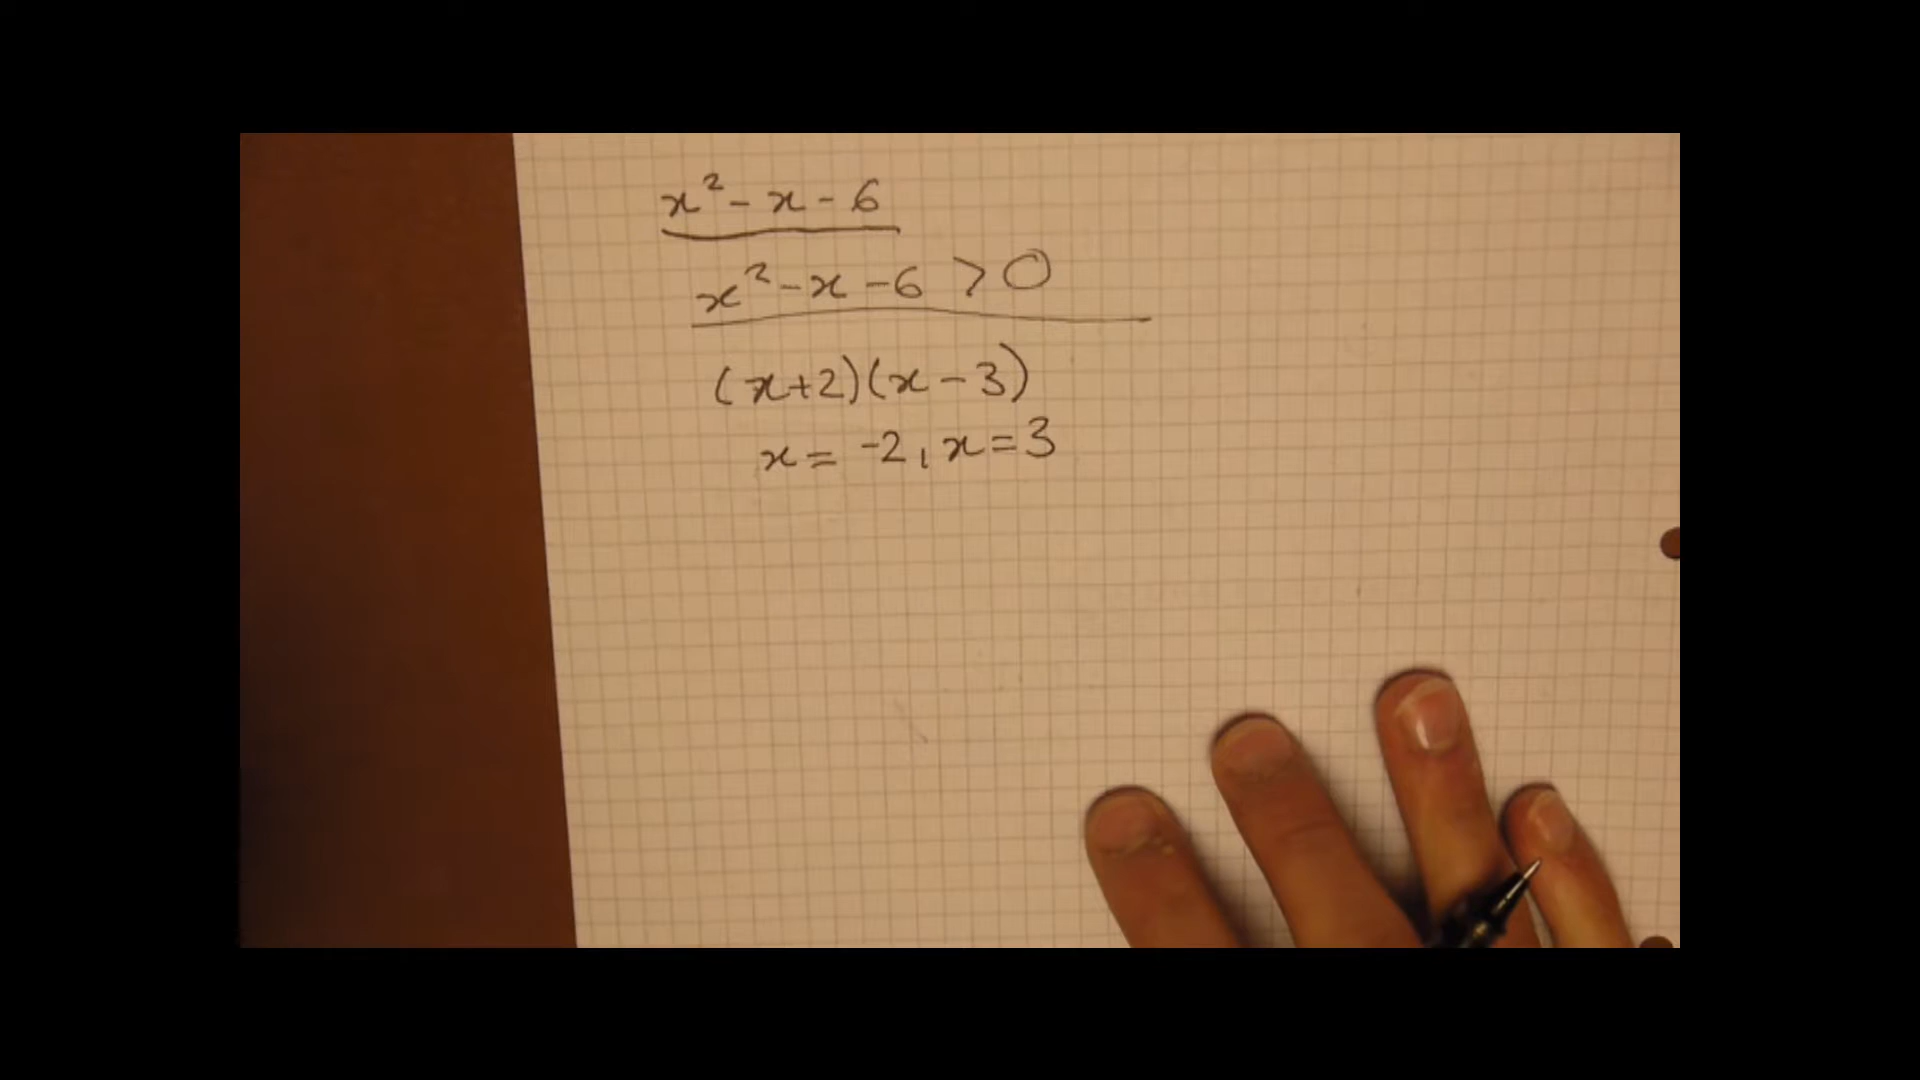 x² - x - 6
x² - x - 6 > 0
(x+2)(x-3)
x = -2, x = 3